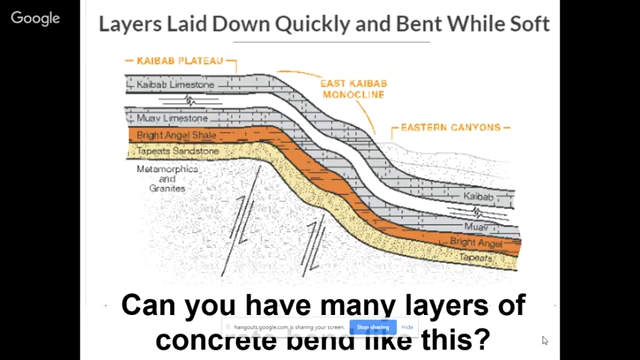 Google
Layers Laid Down Quickly and Bent While Soft
KAIBAB PLATEAU
Kaibab Limestone
EAST KAIBAB
MONOCLINE
Muav Limestone
EASTERN CANYONS
Bright Angel Shale
Tapeats Sandstone
Metamorphics
and
Granites
Kaibab
Muav
Bright Angel
Tapeats
Can you have many layers of
hangouts.google.com is sharing your screen.
Stop sharing
Hide
concrete bend like this?